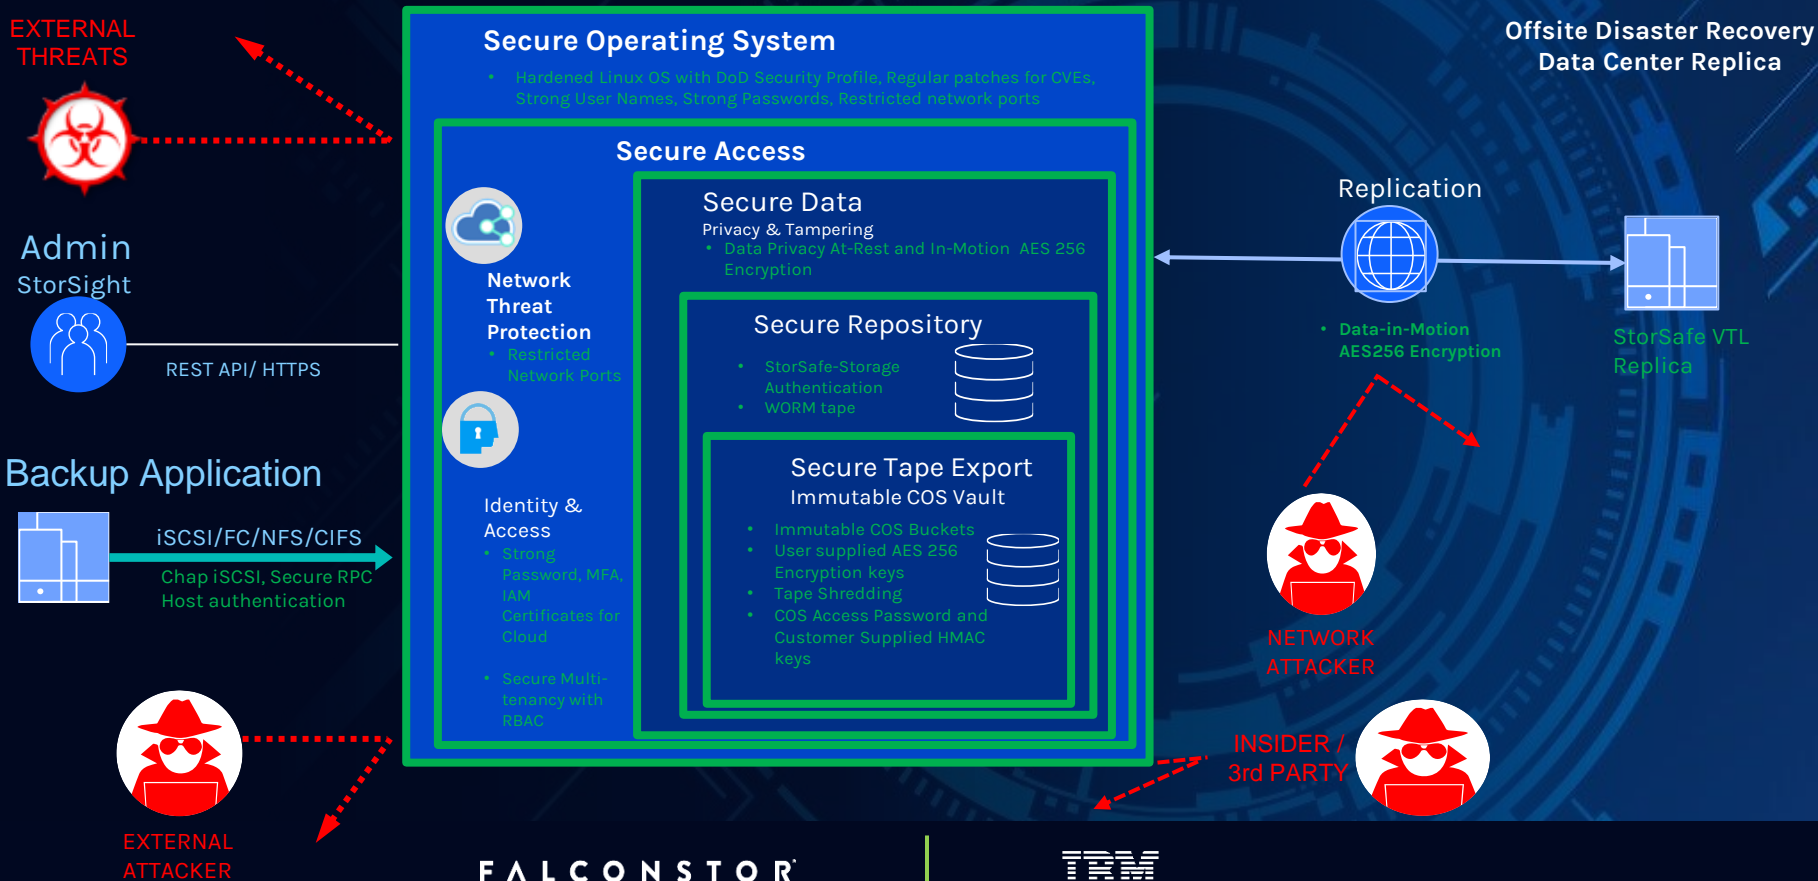 EXTERNAL
THREATS
Admin
StorSight
REST API/ HTTPS
Backup Application
iSCSI/FC/NFS/CIFS
Chap iSCSI, Secure RPC
Host authentication
EXTERNAL
ATTACKER
Secure Operating System
• Hardened Linux OS with DoD Security Profile, Regular patches for CVEs,
Strong User Names, Strong Passwords, Restricted network ports
Secure Access
Network
Threat
Protection
• Restricted
Network Ports
Identity &
Access
• Strong
Password, MFA,
IAM
Certificates for
Cloud
• Secure Multi-
tenancy with
RBAC
Secure Data
Privacy & Tampering
• Data Privacy At-Rest and In-Motion AES 256
Encryption
Secure Repository
• StorSafe-Storage
Authentication
• WORM tape
Secure Tape Export
Immutable COS Vault
• Immutable COS Buckets
• User supplied AES 256
Encryption keys
• Tape Shredding
• COS Access Password and
Customer Supplied HMAC
keys
Offsite Disaster Recovery
Data Center Replica
Replication
• Data-in-Motion
AES256 Encryption
StorSafe VTL
Replica
NETWORK
ATTACKER
INSIDER /
3rd PARTY
FALCONSTOR
IBM